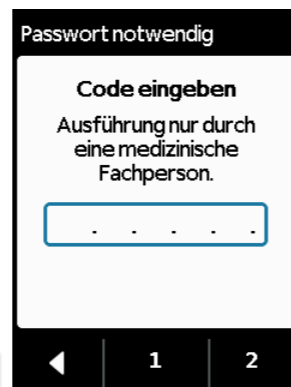 Passwort notwendig
Code eingeben
Ausführung nur durch
eine medizinische
Fachperson.
. . . . .
1 2